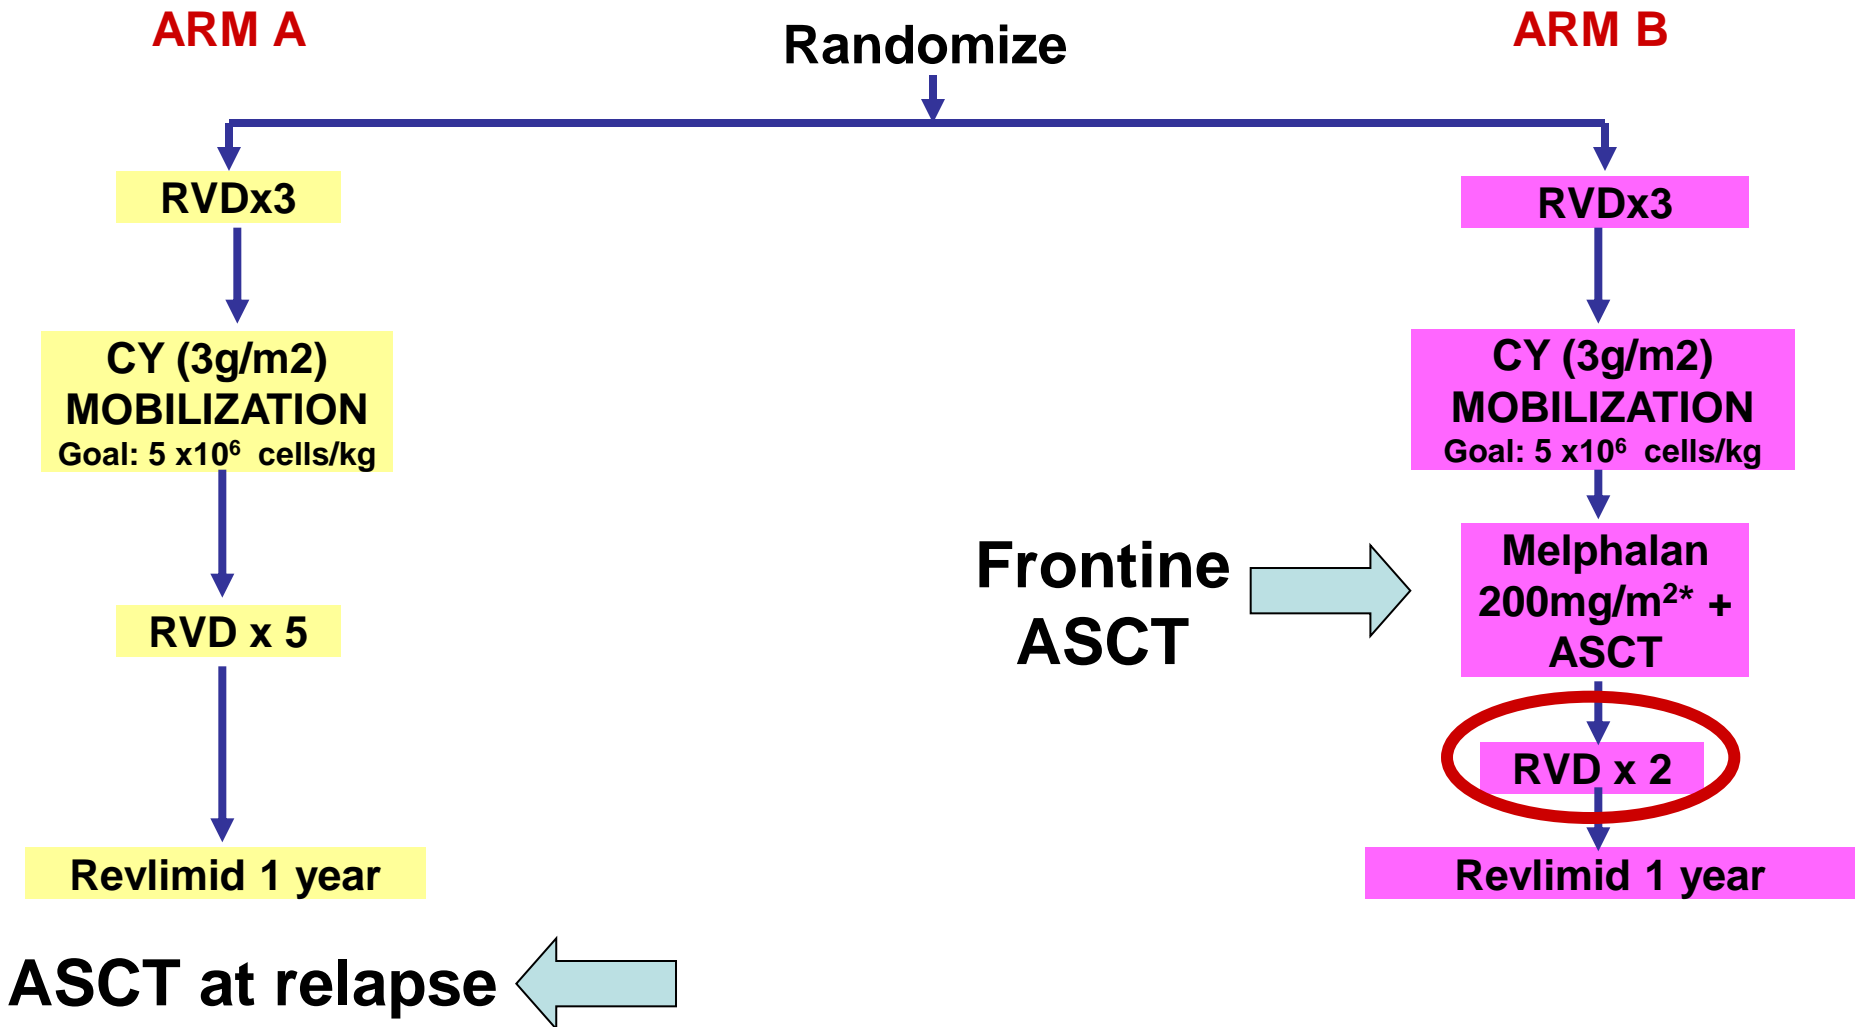 ARM A
Randomize
ARM B
RVDx3
RVDx3
CY (3g/m2)
MOBILIZATION
Goal: 5 x10⁶ cells/kg
CY (3g/m2)
MOBILIZATION
Goal: 5 x10⁶ cells/kg
Frontine
ASCT
Melphalan
200mg/m²* +
ASCT
RVD x 5
RVD x 2
Revlimid 1 year
Revlimid 1 year
ASCT at relapse